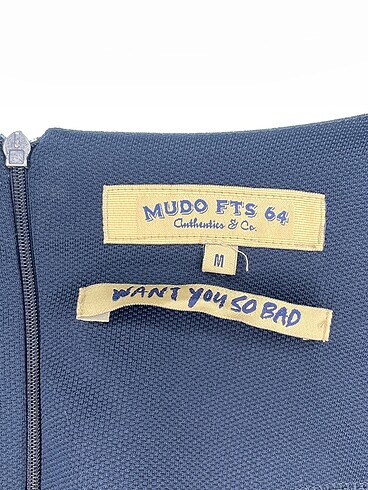 MUDO FTS 64
Authentics & Co.
M
WANT YOU SO BAD